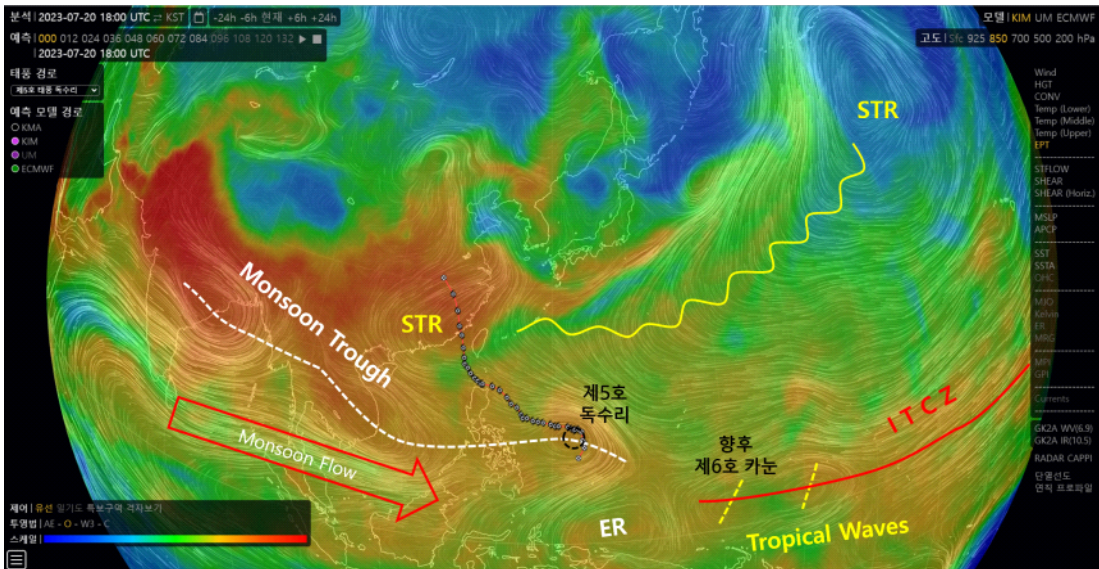 분석 | 2023-07-20 18:00 UTC ⇄ KST -24h -6h 현재 +6h +24h
예측 | 000 012 024 036 048 060 072 084 096 108 120 132
| 2023-07-20 18:00 UTC
태풍 경로
제5호 태풍 독수리
예측 모델 경로
KMA
KIM
UM
ECMWF
모델 | KIM UM ECMWF
고도 | Sfc 925 850 700 500 200 hPa
Wind
HGT
CONV
Temp (Lower)
Temp (Middle)
Temp (Upper)
EPT
STFLOW
SHEAR
SHEAR (Horiz.)
MSLP
APCP
SST
SSTA
OHC
MJO
Kelvin
ER
MRG
MPI
GPI
Currents
GK2A WV(6.9)
GK2A IR(10.5)
RADAR CAPPI
단열선도
연직 프로파일
STR
Monsoon Trough
STR
제5호
독수리
ITCZ
Monsoon Flow
향후
제6호 카눈
ER
Tropical Waves
제어 | 유선 일기도 특보구역 격자보기
투영법 | AE - O - W3 - C
스케일 |